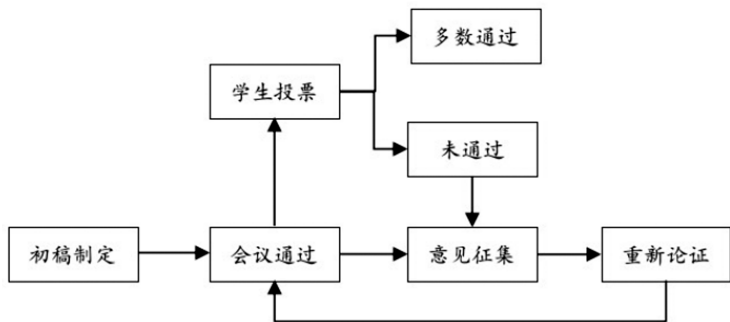 多数通过
学生投票
未通过
初稿制定
会议通过
意见征集
重新论证